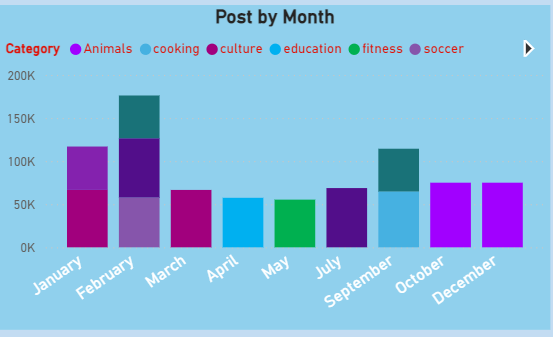 Post by Month
Category Animals cooking culture education fitness soccer
200K
150K
100K
50K
0K
January February March April May July September October December